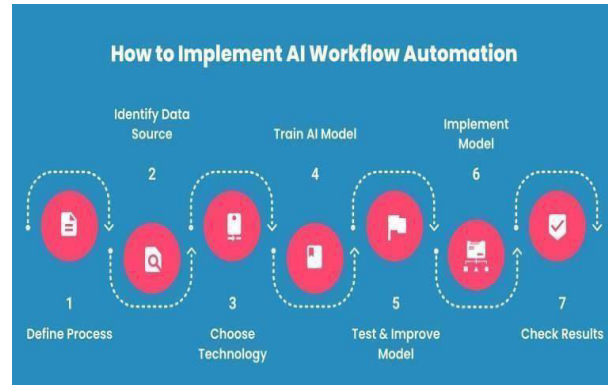 How to Implement AI Workflow Automation
1
Define Process
Identify Data
Source
2
3
Choose
Technology
Train AI Model
4
5
Test & Improve
Model
Implement
Model
6
7
Check Results